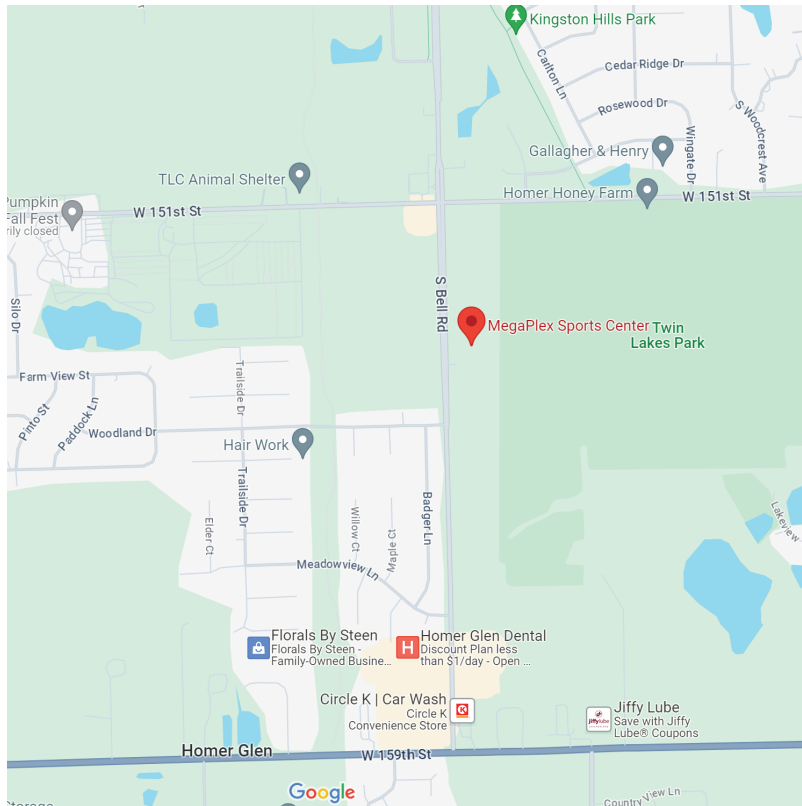 Kingston Hills Park
Carlton Ln
Cedar Ridge Dr
Rosewood Dr
S Woodcrest Ave
Wingate Dr
Gallagher & Henry
TLC Animal Shelter
Homer Honey Farm
W 151st St
W 151st St
Pumpkin
Fall Fest
rily closed
S Bell Rd
Silo Dr
MegaPlex Sports Center
Twin
Lakes Park
Farm View St
Trailside Dr
Pinto St
Paddock Ln
Woodland Dr
Hair Work
Trailside Dr
Badger Ln
Willow Ct
Elder Ct
Maple Ct
Lakeview
Meadowview Ln
Florals By Steen
Florals By Steen -
Family-Owned Busine...
H
Homer Glen Dental
Discount Plan less
than $1/day - Open ...
Circle K | Car Wash
Circle K
Convenience Store
K
Jiffy Lube
Save with Jiffy
Lube® Coupons
jiffylube
Homer Glen
W 159th St
Google
Country View Ln
Storage